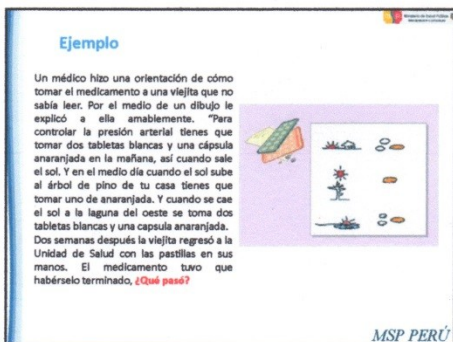 Ejemplo
Un médico hizo una orientación de cómo
tomar el medicamento a una viejita que no
sabía leer. Por el medio de un dibujo le
explicó a ella amablemente. "Para
controlar la presión arterial tienes que
tomar dos tabletas blancas y una cápsula
anaranjada en la mañana, así cuando sale
el sol. Y en el medio día cuando el sol sube
al árbol de pino de tu casa tienes que
tomar uno de anaranjada. Y cuando se cae
el sol a la laguna del oeste se toma dos
tabletas blancas y una capsula anaranjada.
Dos semanas después la viejita regresó a la
Unidad de Salud con las pastillas en sus
manos. El medicamento tuvo que
habérselo terminado, ¿Qué pasó?
MSP PERÚ